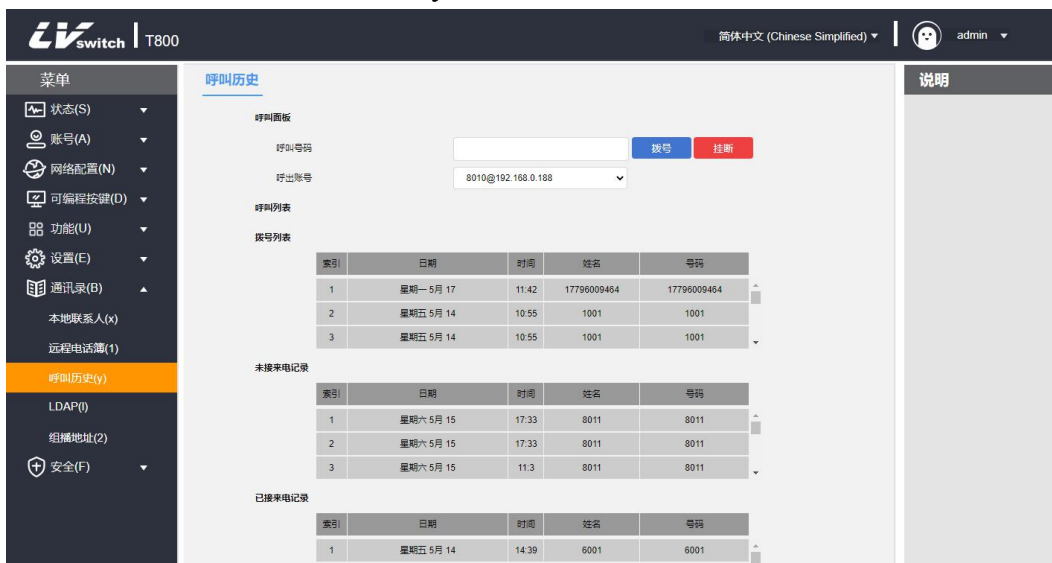 LVswitch T800
简体中文 (Chinese Simplified) admin
菜单
状态(S)
账号(A)
网络配置(N)
可编程按键(D)
功能(U)
设置(E)
通讯录(B)
本地联系人(x)
远程电话簿(1)
呼叫历史(y)
LDAP(l)
组播地址(2)
安全(F)
呼叫历史
呼叫面板
呼叫号码 拨号 挂断
呼出账号 8010@192.168.0.188
呼叫列表
拨号列表
索引 日期 时间 姓名 号码
1 星期一 5月 17 11:42 17796009464 17796009464
2 星期五 5月 14 10:55 1001 1001
3 星期五 5月 14 10:55 1001 1001
未接来电记录
索引 日期 时间 姓名 号码
1 星期六 5月 15 17:33 8011 8011
2 星期六 5月 15 17:33 8011 8011
3 星期六 5月 15 11:3 8011 8011
已接来电记录
索引 日期 时间 姓名 号码
1 星期五 5月 14 14:39 6001 6001
说明